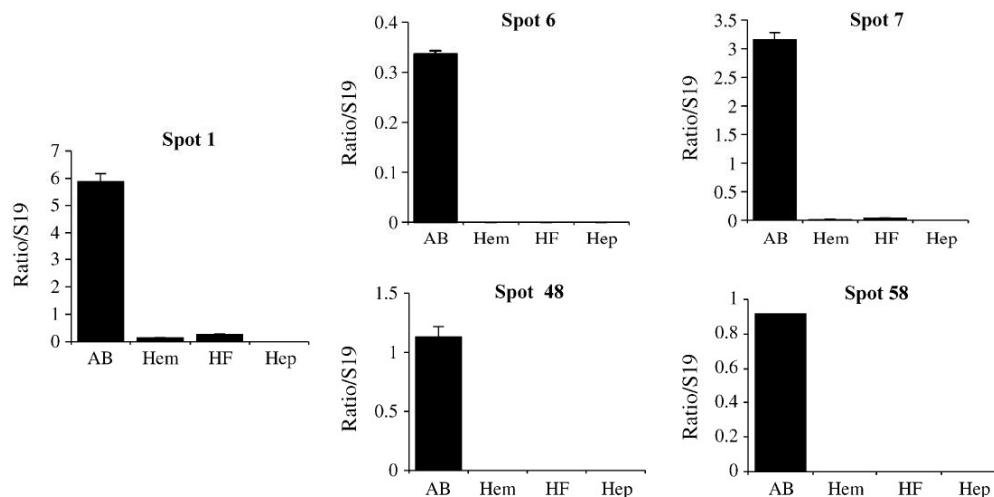 Spot 1
Ratio/S19
7
6
5
4
3
2
1
0
AB Hem HF Hep
Spot 6
Ratio/S19
0.4
0.3
0.2
0.1
0
AB Hem HF Hep
Spot 7
Ratio/S19
3.5
3
2.5
2
1.5
1
0.5
0
AB Hem HF Hep
Spot 48
Ratio/S19
1.5
1
0.5
0
AB Hem HF Hep
Spot 58
Ratio/S19
1
0.8
0.6
0.4
0.2
0
AB Hem HF Hep